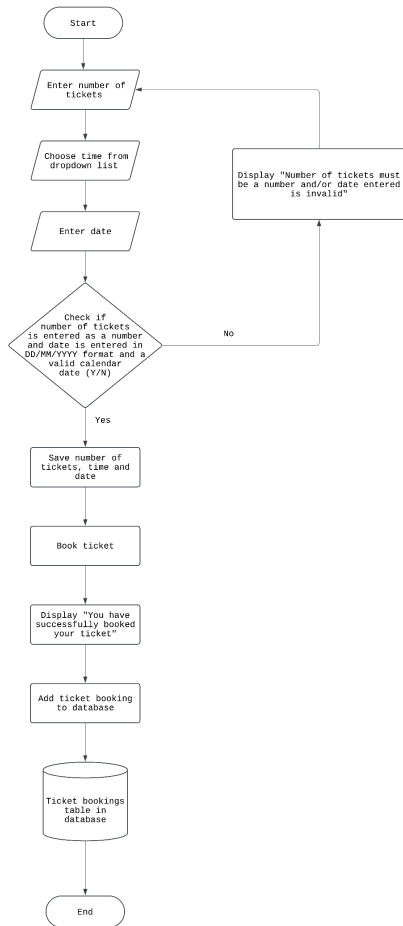 Start
Enter number of
tickets
Choose time from
dropdown list
Display "Number of tickets must
be a number and/or date entered
is invalid"
Enter date
Check if
number of tickets
is entered as a number
and date is entered in
DD/MM/YYYY format and a
valid calendar
date (Y/N)
No
Yes
Save number of
tickets, time and
date
Book ticket
Display "You have
successfully booked
your ticket"
Add ticket booking
to database
Ticket bookings
table in
database
End